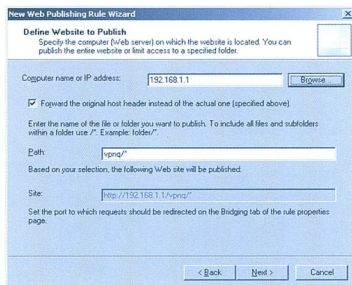 New Web Publishing Rule Wizard
Define Website to Publish
Specify the computer (Web server) on which the website is located. You can
publish the entire website or limit access to a specified folder.
Computer name or IP address:
192.168.1.1
Browse...
Forward the original host header instead of the actual one (specified above).
Enter the name of the file or folder you want to publish. To include all files and subfolders
within a folder use /*. Example: folder/*.
Path:
vpnq/*
Based on your selection, the following Web site will be published:
Site:
http://192.168.1.1/vpnq/*
Set the port to which requests should be redirected on the Bridging tab of the rule properties
page.
< Back
Next >
Cancel